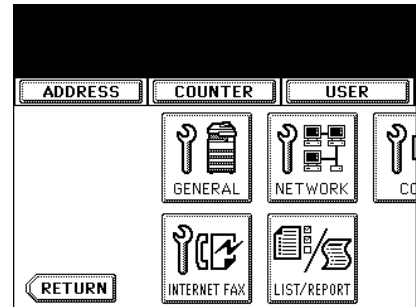 ADDRESS COUNTER USER
GENERAL NETWORK CO
INTERNET FAX LIST/REPORT
RETURN